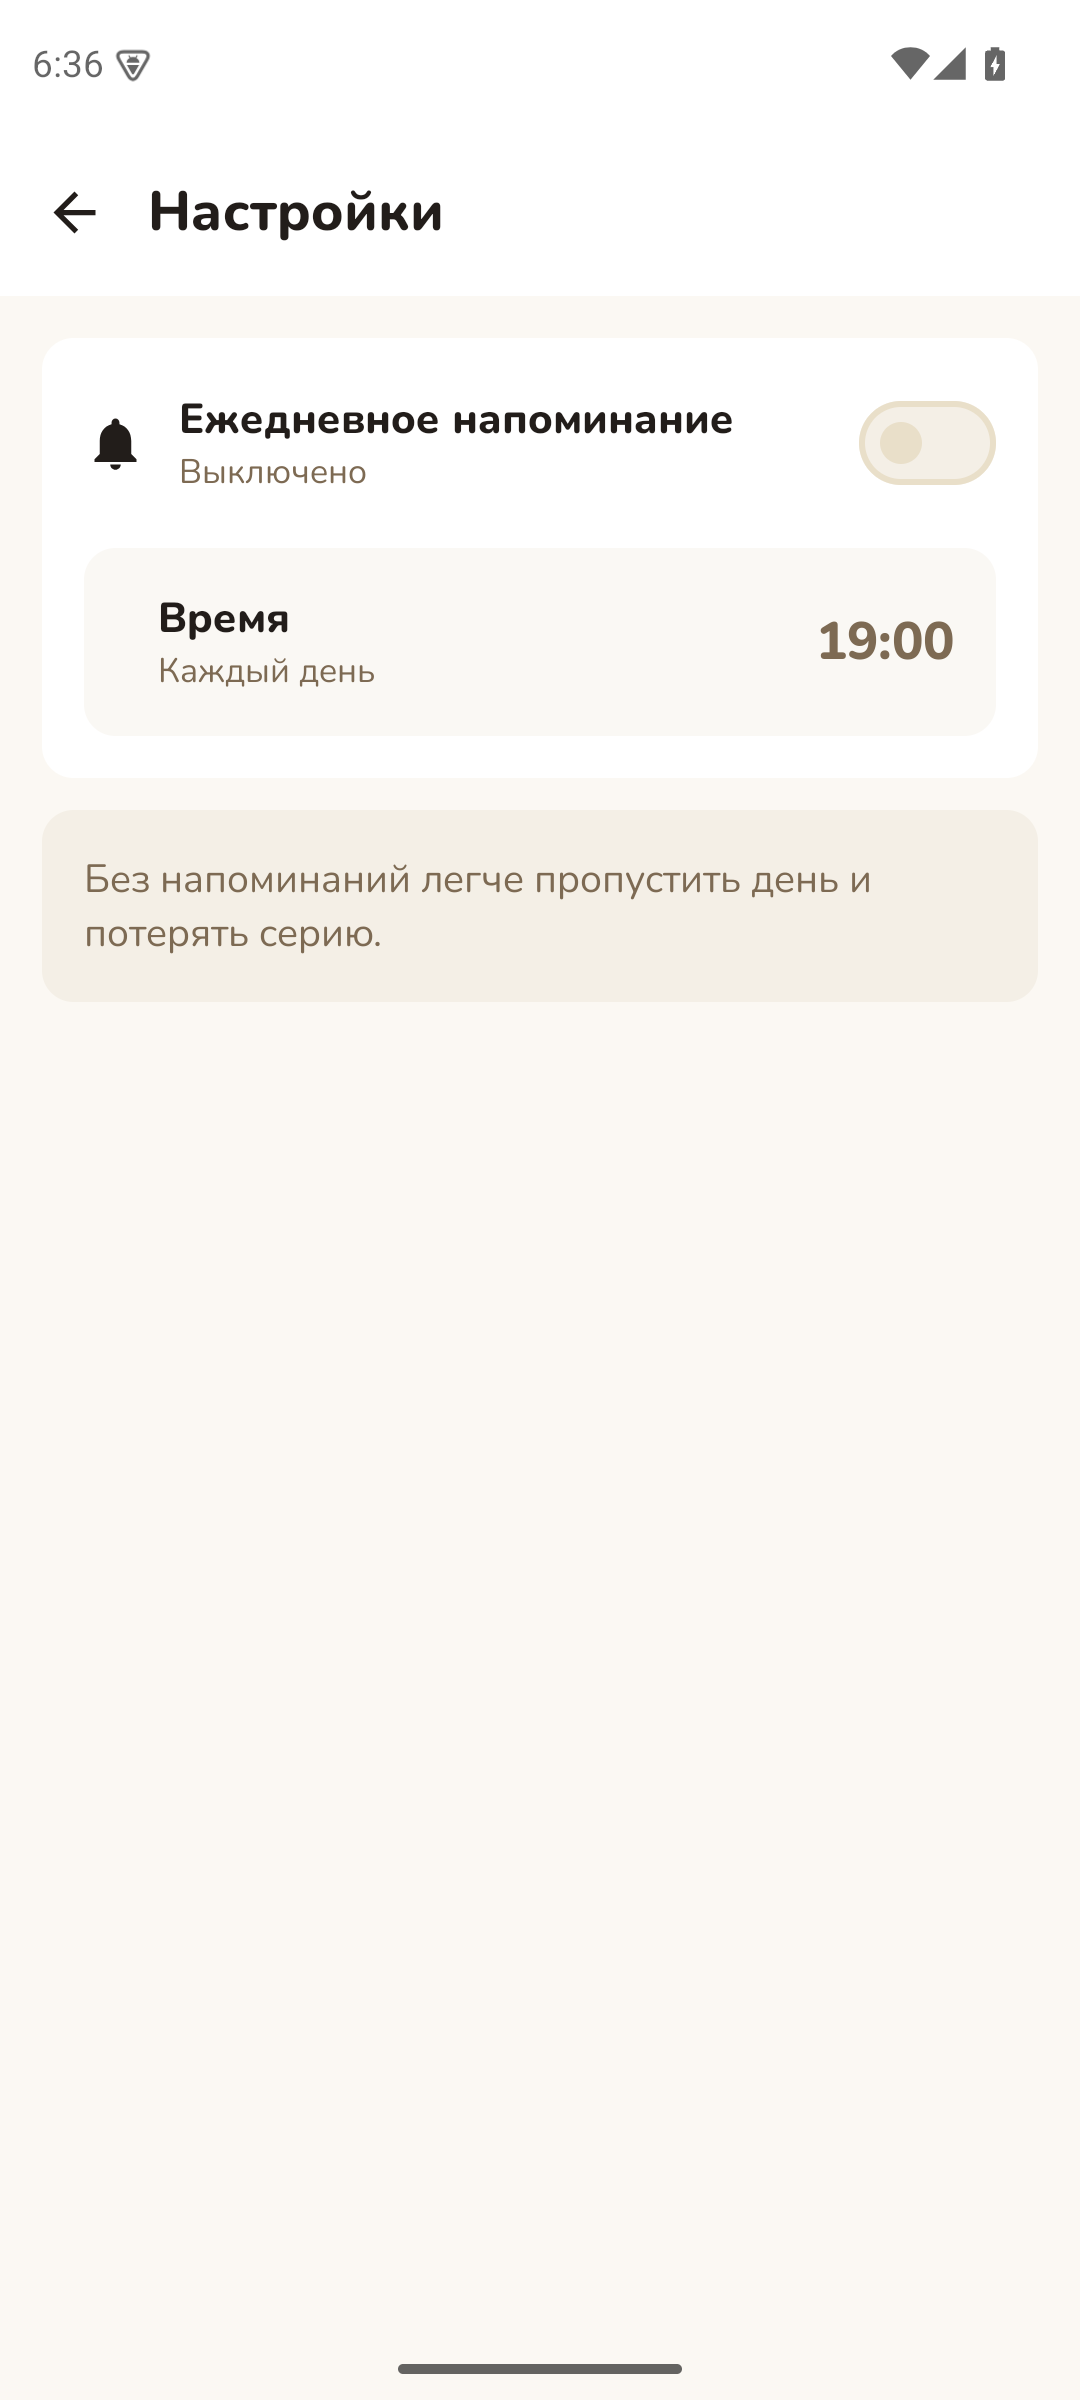 6:36
Настройки
Ежедневное напоминание
Выключено
Время
Каждый день
19:00
Без напоминаний легче пропустить день и
потерять серию.